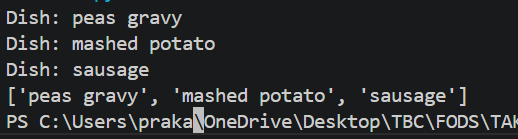 Dish: peas gravy
Dish: mashed potato
Dish: sausage
['peas gravy', 'mashed potato', 'sausage']
PS C:\Users\praka\OneDrive\Desktop\TBC\FODS\TAK